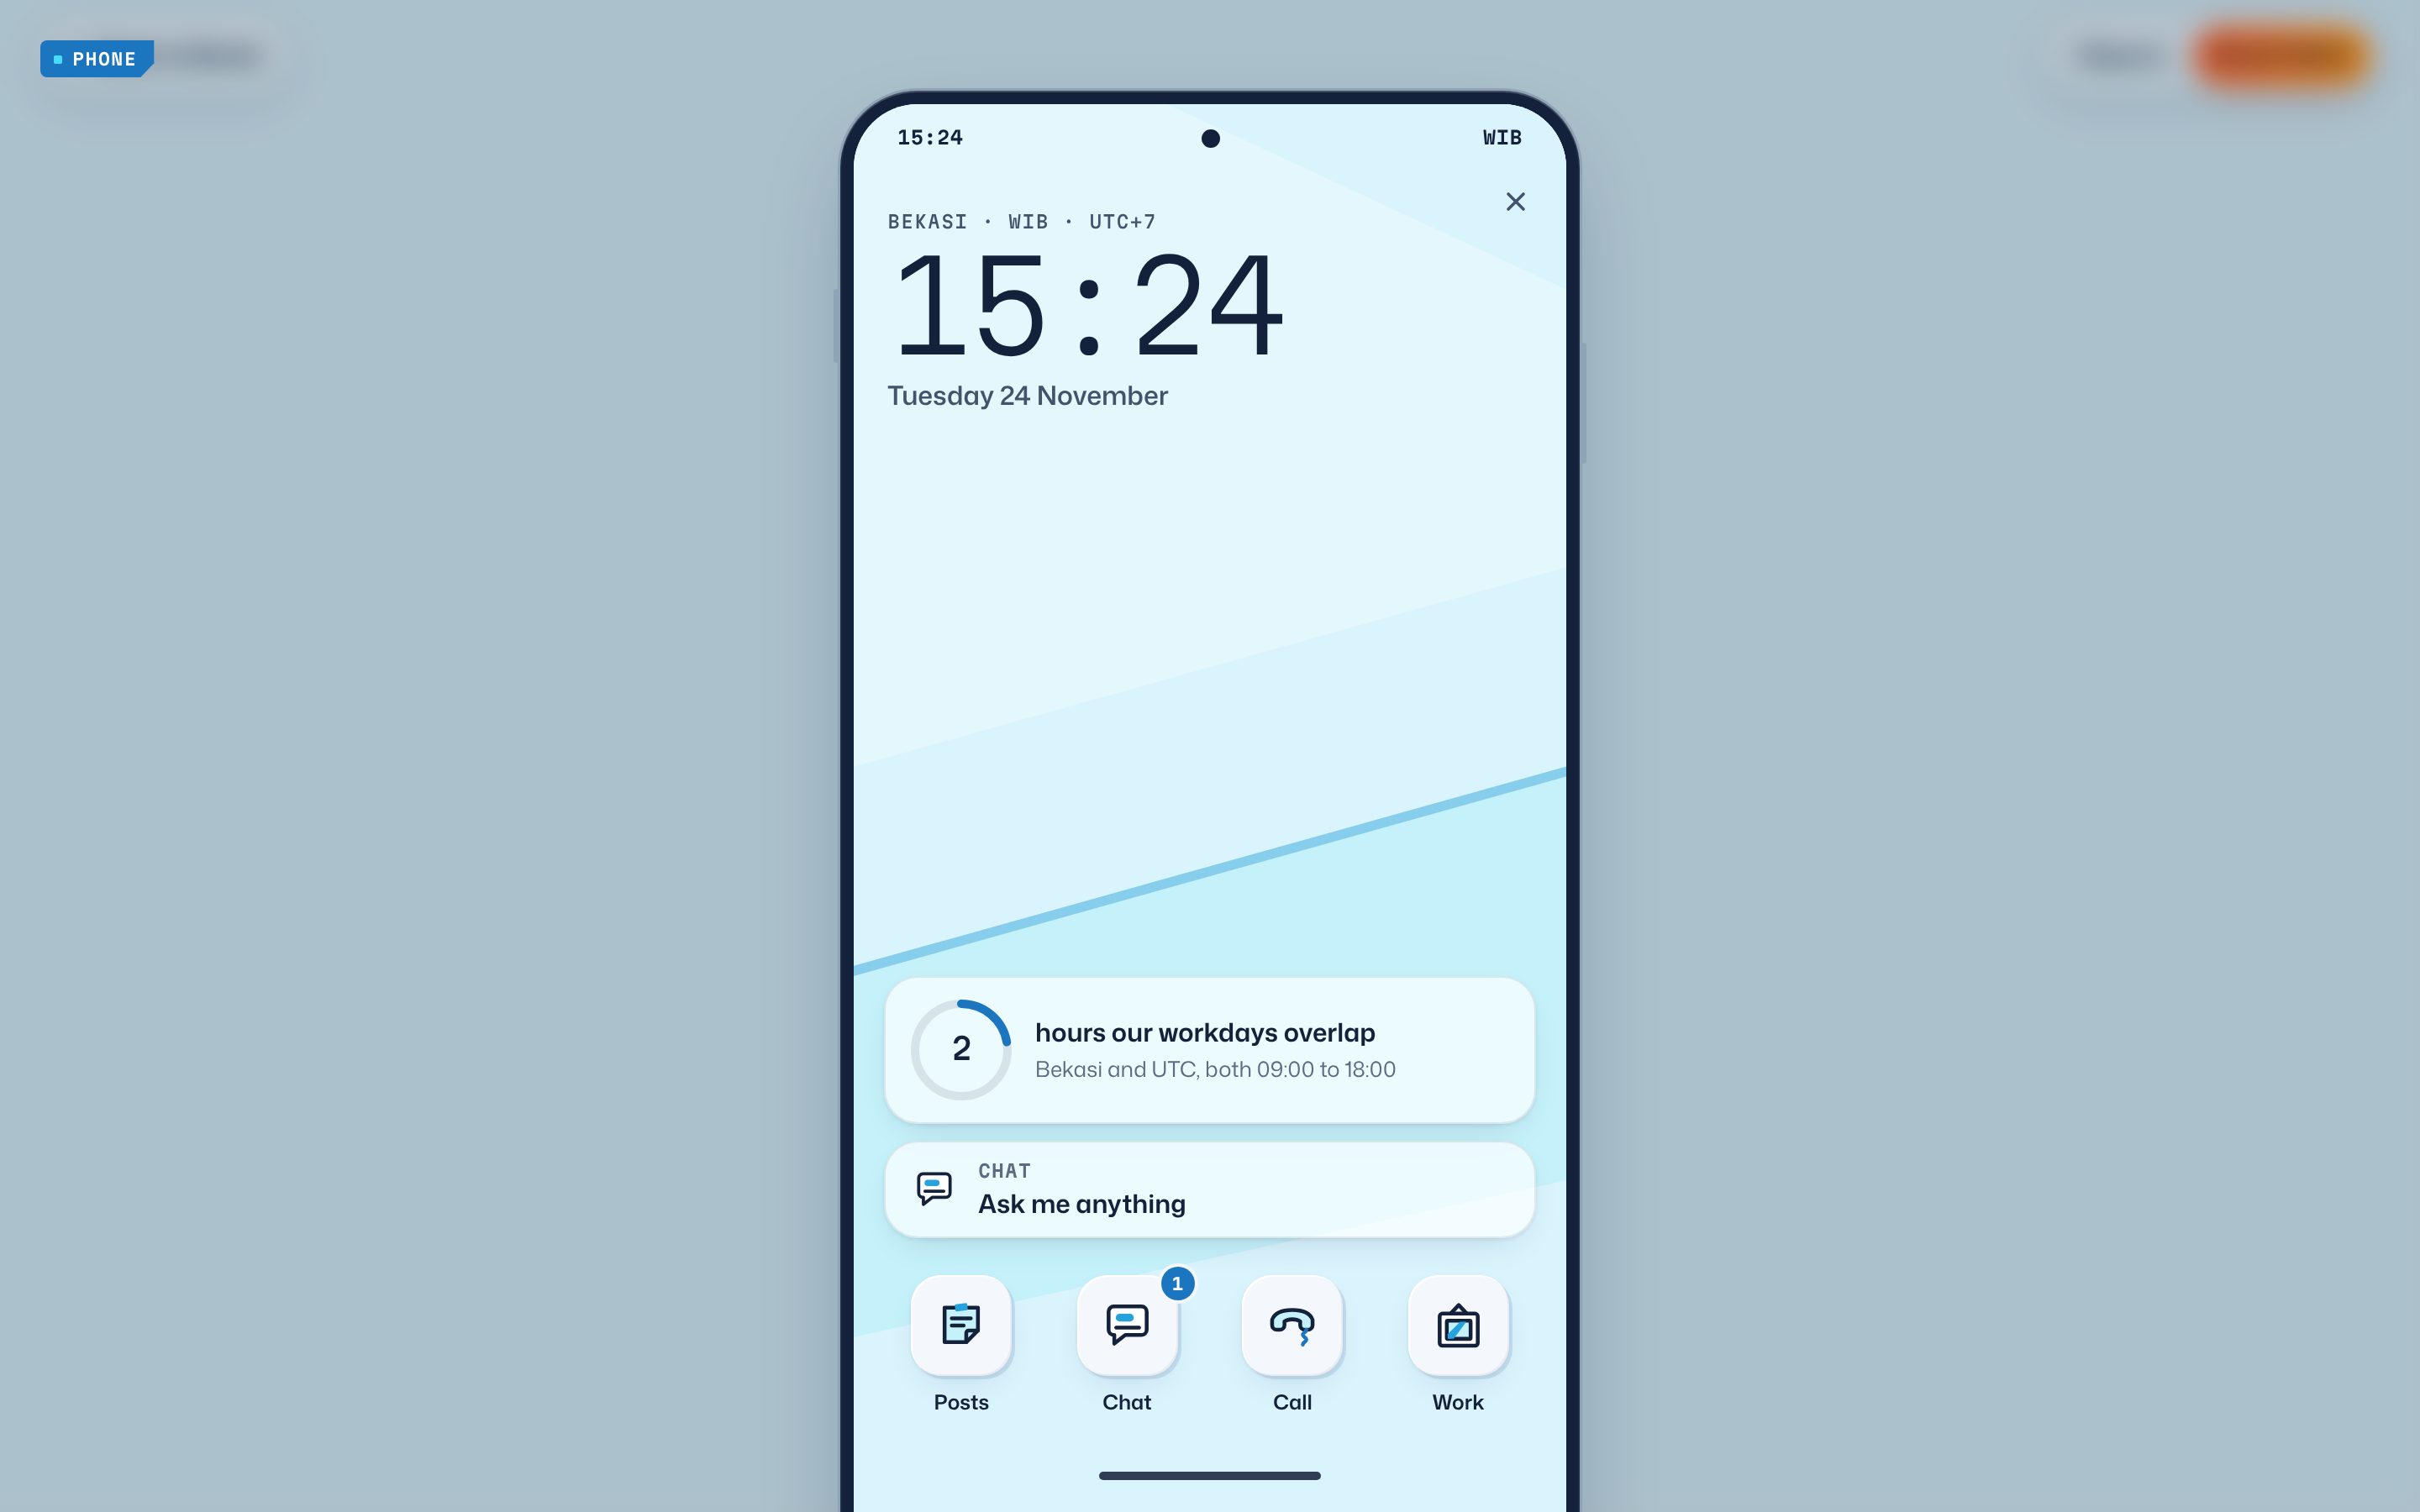 PHONE
15:24
WIB
BEKASI · WIB · UTC+7
15:24
Tuesday 24 November
2
hours our workdays overlap
Bekasi and UTC, both 09:00 to 18:00
CHAT
Ask me anything
1
Posts
Chat
Call
Work